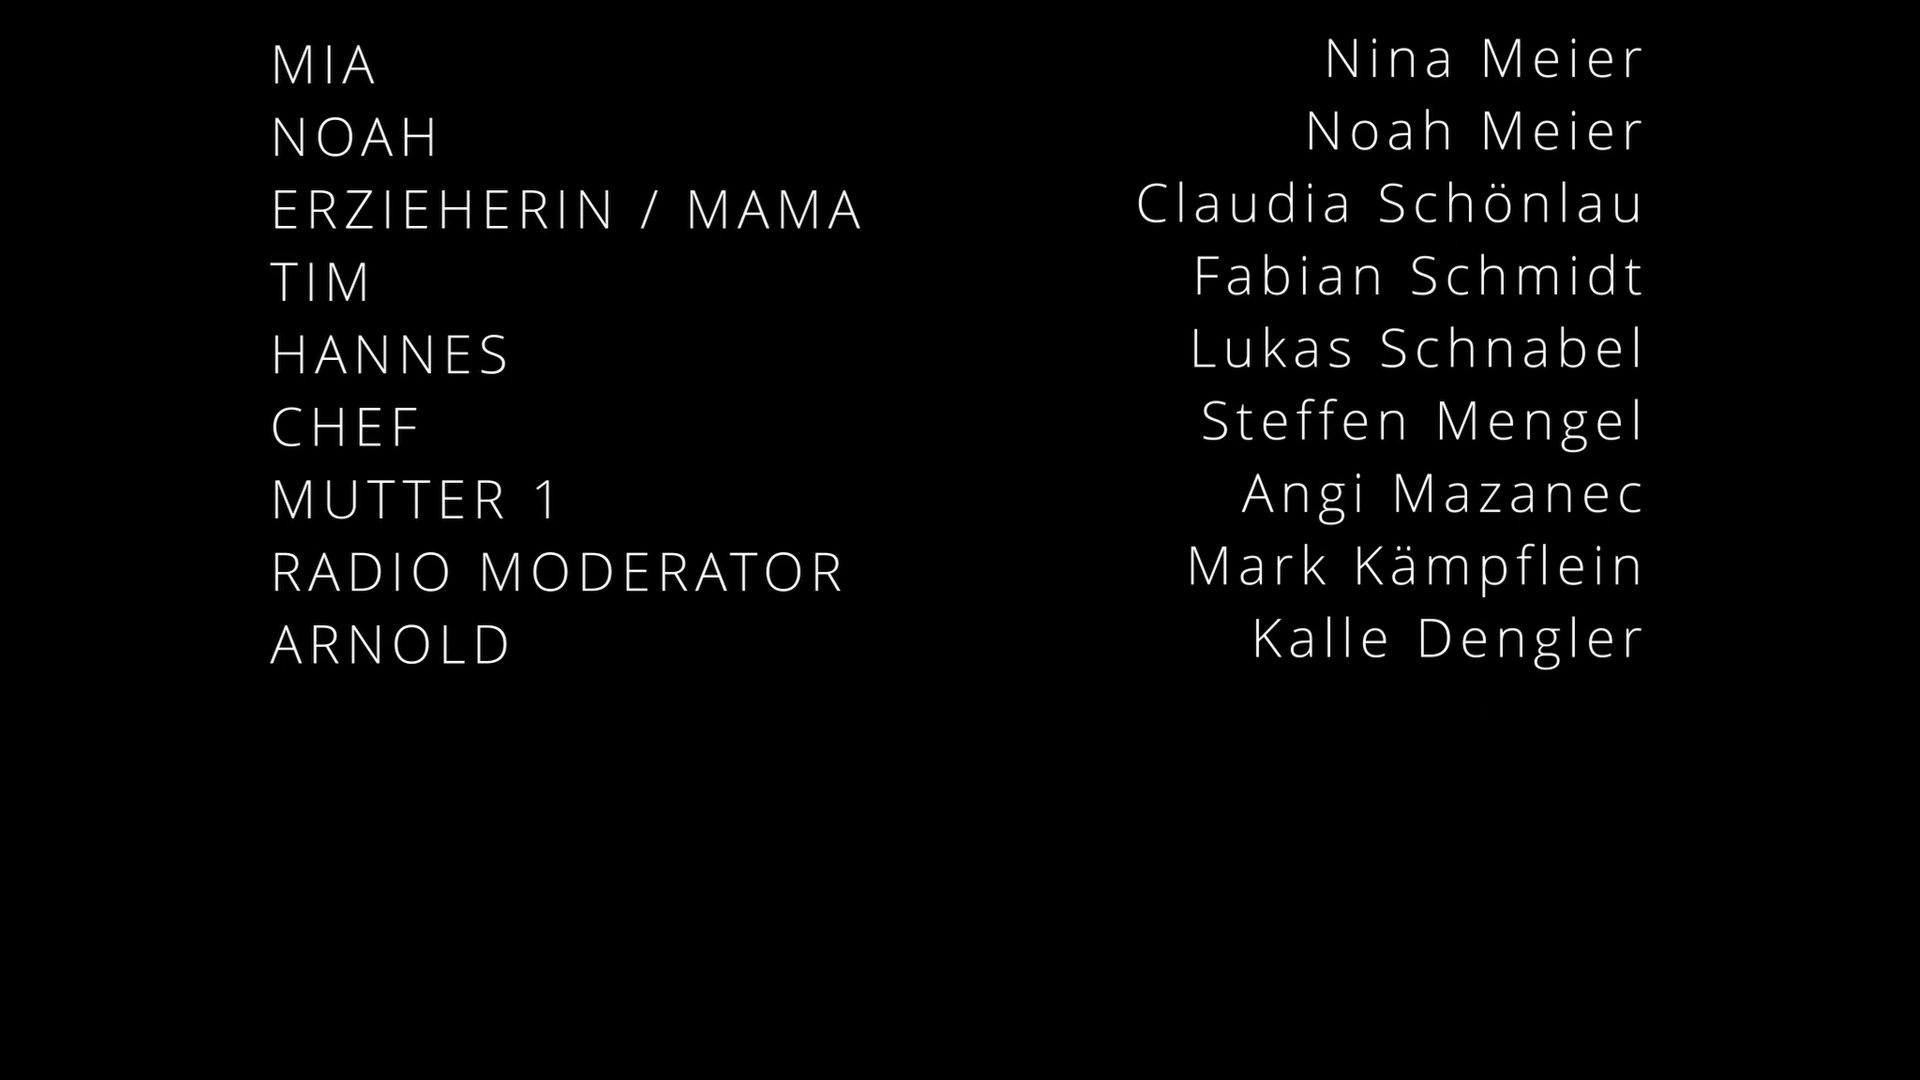 MIA Nina Meier
NOAH Noah Meier
ERZIEHERIN / MAMA Claudia Schönlau
TIM Fabian Schmidt
HANNES Lukas Schnabel
CHEF Steffen Mengel
MUTTER 1 Angi Mazanec
RADIO MODERATOR Mark Kämpflein
ARNOLD Kalle Dengler